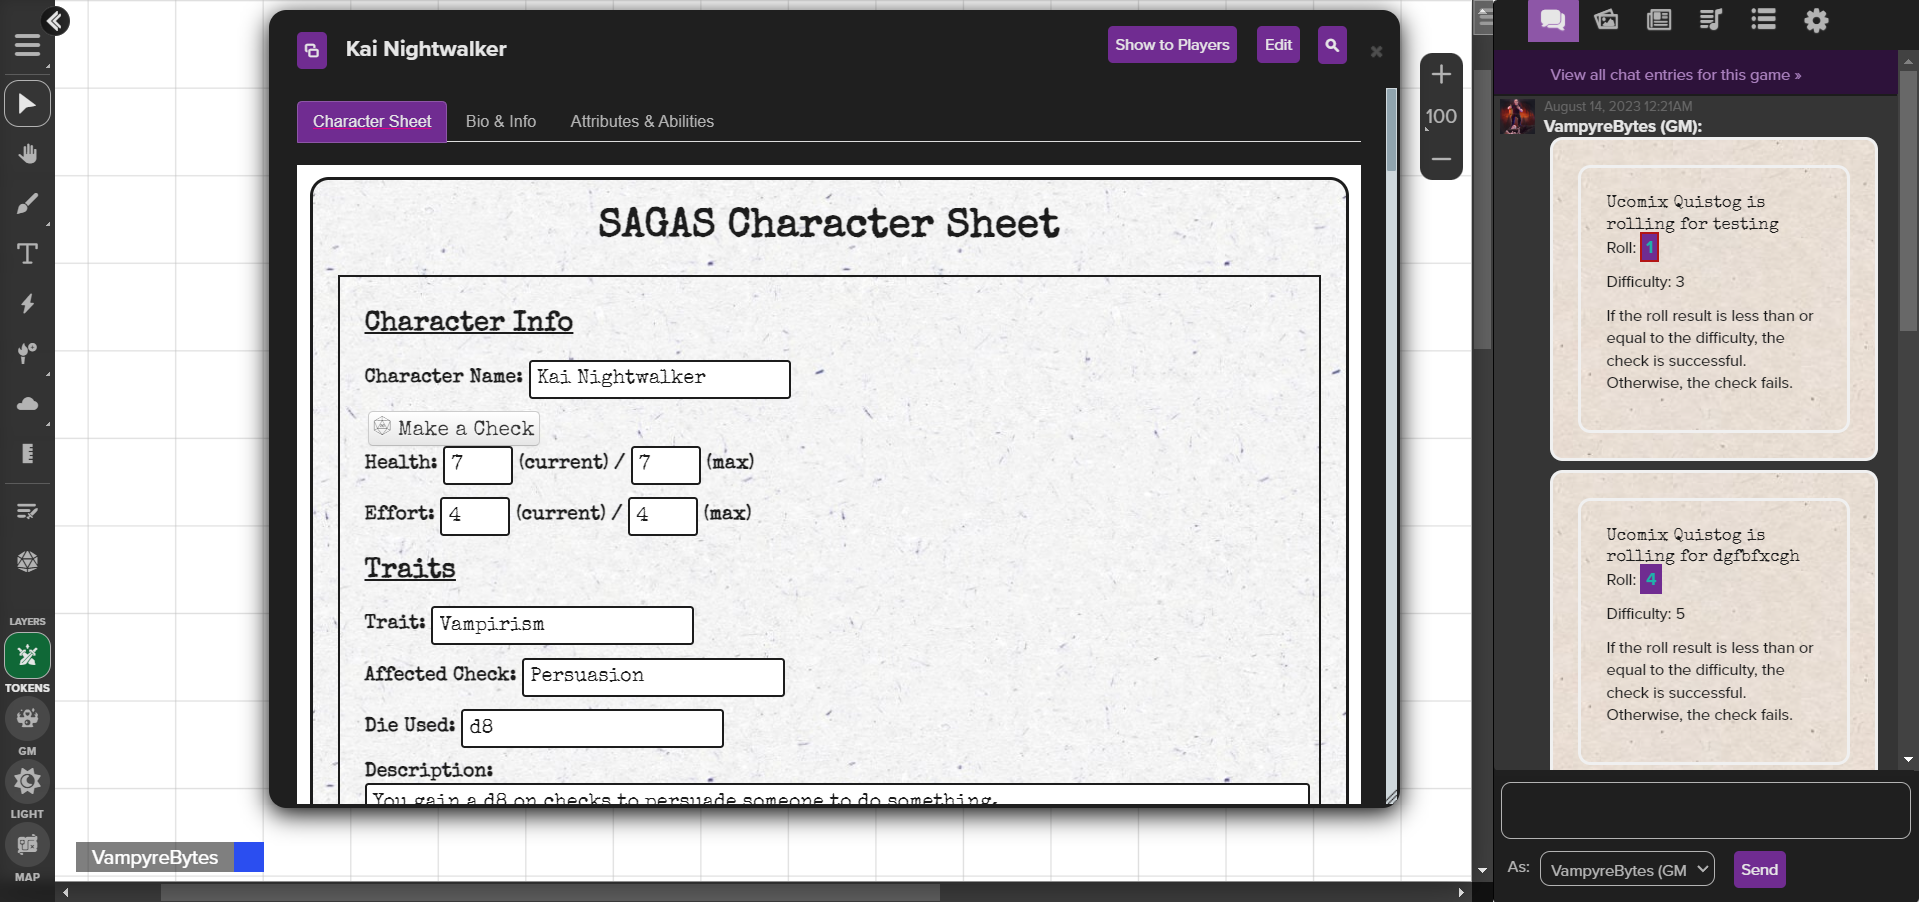 Kai Nightwalker
Show to Players
Edit
Character Sheet
Bio & Info
Attributes & Abilities
SAGAS Character Sheet
Character Info
Character Name: Kai Nightwalker
Make a Check
Health: 7 (current) / 7 (max)
Effort: 4 (current) / 4 (max)
Traits
Trait: Vampirism
Affected Check: Persuasion
Die Used: d8
Description:
You gain a d8 on checks to persuade someone to do something.
100
LAYERS
TOKENS
GM
LIGHT
MAP
VampyreBytes
View all chat entries for this game »
August 14, 2023 12:21AM
VampyreBytes (GM):
Ucomix Quistog is
rolling for testing
Roll: 1
Difficulty: 3
If the roll result is less than or
equal to the difficulty, the
check is successful.
Otherwise, the check fails.
Ucomix Quistog is
rolling for dgfbfxcgh
Roll: 4
Difficulty: 5
If the roll result is less than or
equal to the difficulty, the
check is successful.
Otherwise, the check fails.
As: VampyreBytes (GM
Send